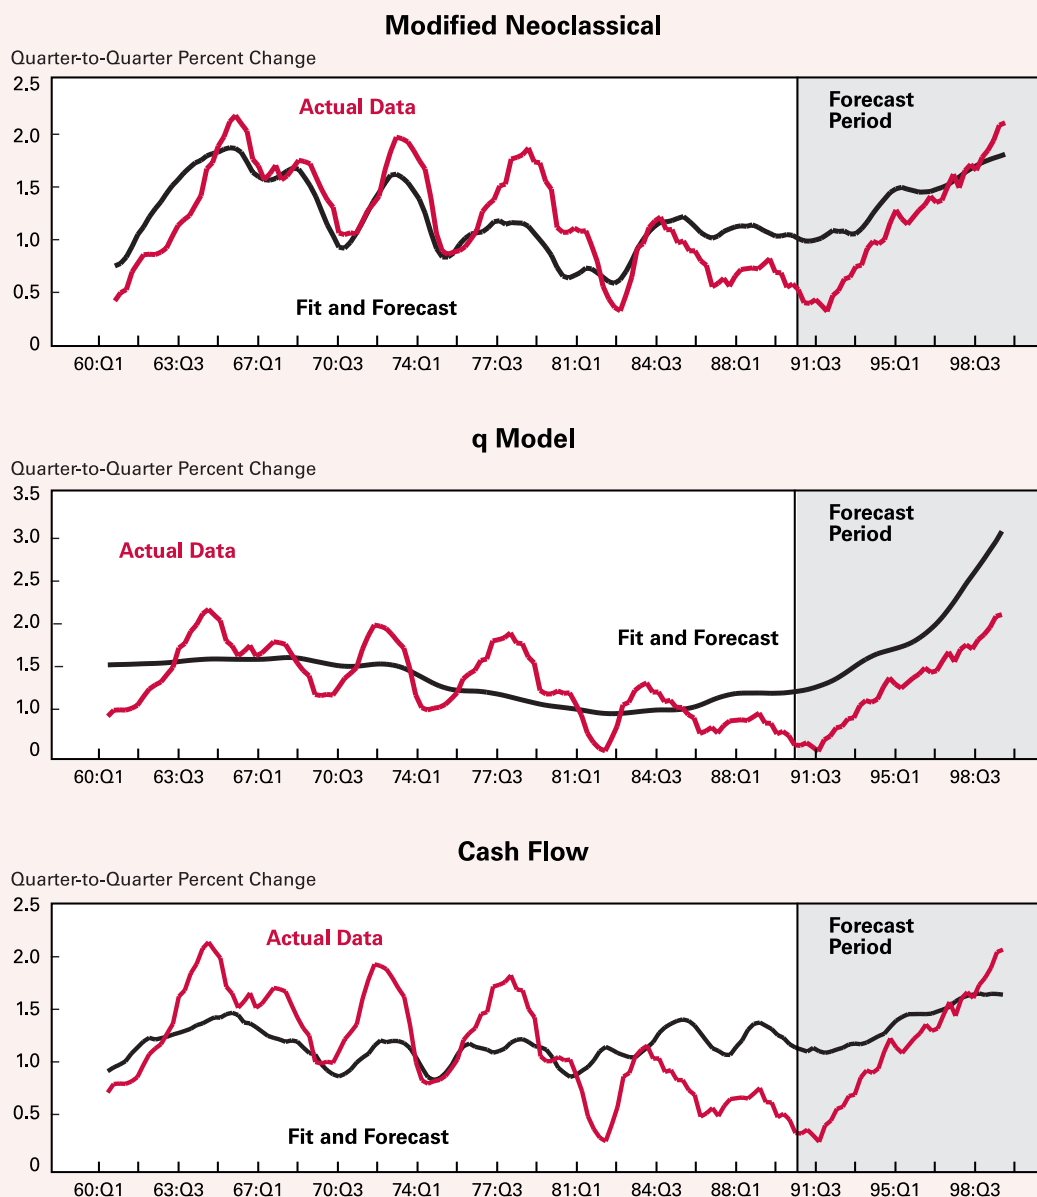 Modified Neoclassical
Quarter-to-Quarter Percent Change
2.5
Actual Data
Forecast
Period
2.0
1.5
1.0
0.5
Fit and Forecast
0
60:Q1 63:Q3 67:Q1 70:Q3 74:Q1 77:Q3 81:Q1 84:Q3 88:Q1 91:Q3 95:Q1 98:Q3
q Model
Quarter-to-Quarter Percent Change
3.5
Forecast
Period
3.0
Actual Data
2.5
2.0
Fit and Forecast
1.5
1.0
0
60:Q1 63:Q3 67:Q1 70:Q3 74:Q1 77:Q3 81:Q1 84:Q3 88:Q1 91:Q3 95:Q1 98:Q3
Cash Flow
Quarter-to-Quarter Percent Change
2.5
Forecast
Period
Actual Data
2.0
1.5
1.0
0.5
Fit and Forecast
0
60:Q1 63:Q3 67:Q1 70:Q3 74:Q1 77:Q3 81:Q1 84:Q3 88:Q1 91:Q3 95:Q1 98:Q3